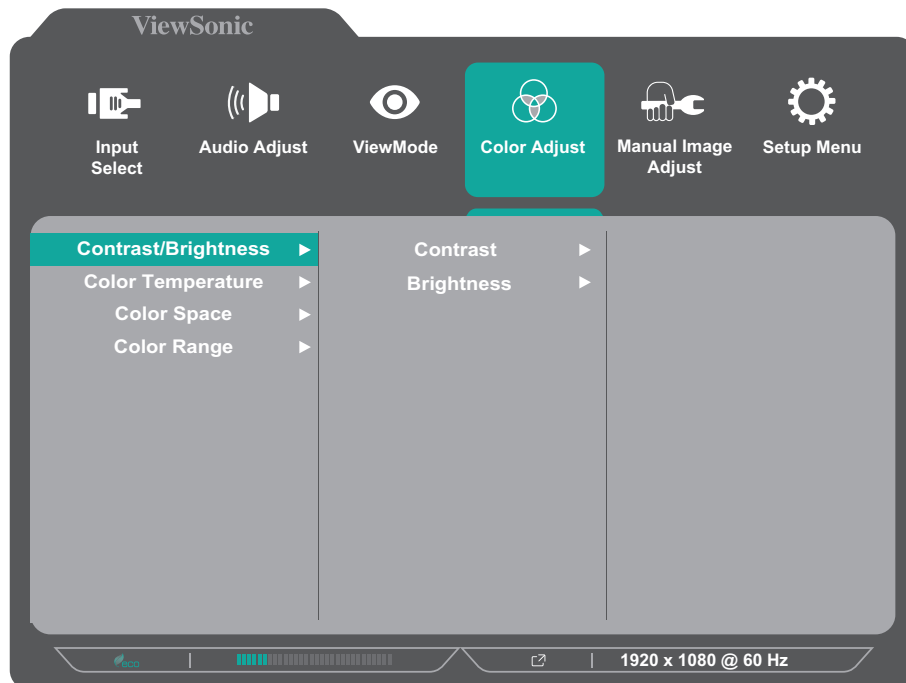 ViewSonic
Input
Select
Audio Adjust
ViewMode
Color Adjust
Manual Image
Adjust
Setup Menu
Contrast/Brightness
Color Temperature
Color Space
Color Range
Contrast
Brightness
eco
1920 x 1080 @ 60 Hz